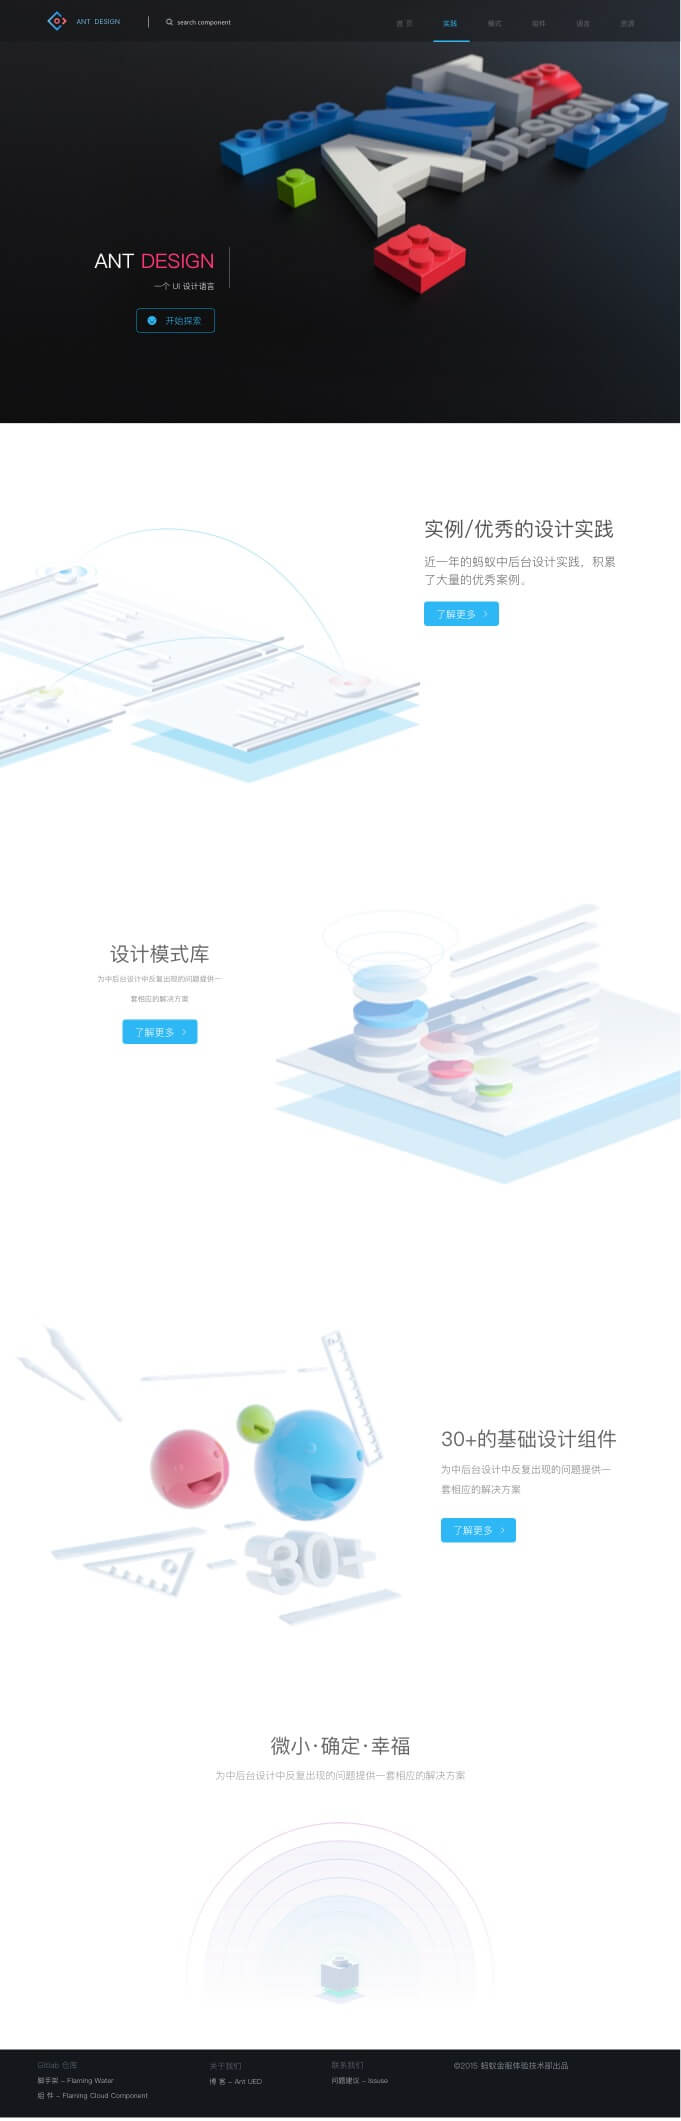 ANT DESIGN
search component
首 页
实践
模式
组件
语言
资源
ANT DESIGN
ANT DESIGN
一个 UI 设计语言
开始探索
实例/优秀的设计实践
近一年的蚂蚁中后台设计实践，积累
了大量的优秀案例。
了解更多
设计模式库
为中后台设计中反复出现的问题提供一
套相应的解决方案
了解更多
30+
30+的基础设计组件
为中后台设计中反复出现的问题提供一
套相应的解决方案
了解更多
微小·确定·幸福
为中后台设计中反复出现的问题提供一套相应的解决方案
Gitlab 仓库
脚手架 - Flaming Water
组 件 - Flaming Cloud Component
关于我们
博 客 - Ant UED
联系我们
问题建议 - Issuse
©2015 蚂蚁金服体验技术部出品